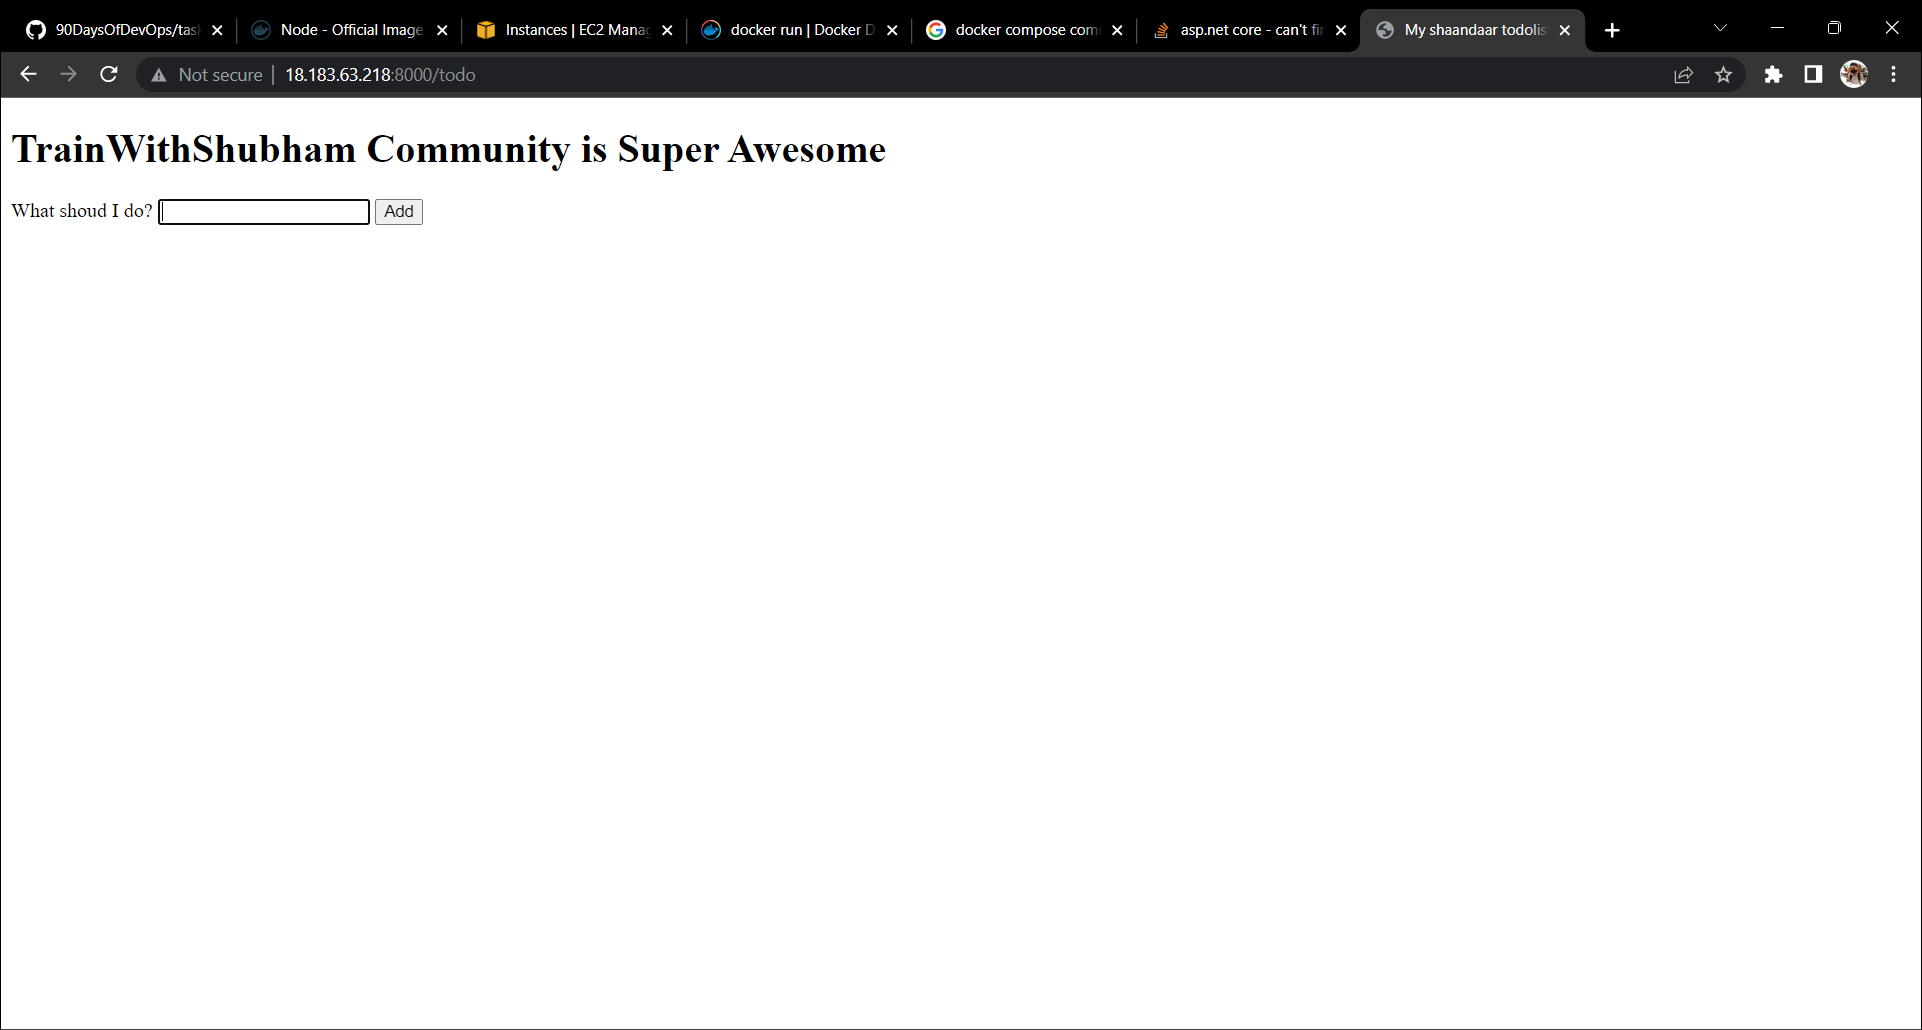 90DaysOfDevOps/tas
Node - Official Image
Instances | EC2 Manag
docker run | Docker D
docker compose com
asp.net core - can't fir
My shaandaar todolis
Not secure | 18.183.63.218:8000/todo
TrainWithShubham Community is Super Awesome
What shoud I do? Add